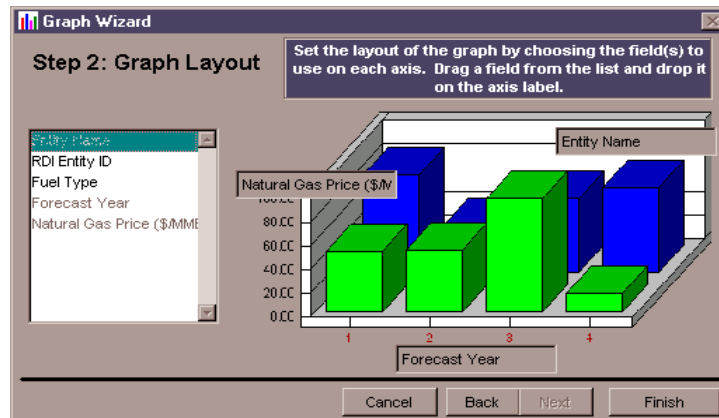 Graph Wizard
Step 2: Graph Layout
Set the layout of the graph by choosing the field(s) to
use on each axis.  Drag a field from the list and drop it
on the axis label.
Entity Name
RDI Entity ID
Fuel Type
Forecast Year
Natural Gas Price ($/MME
Entity Name
Natural Gas Price ($/M
100.00
80.00
60.00
40.00
20.00
0.00
1 2 3 4
Forecast Year
Cancel Back Next Finish